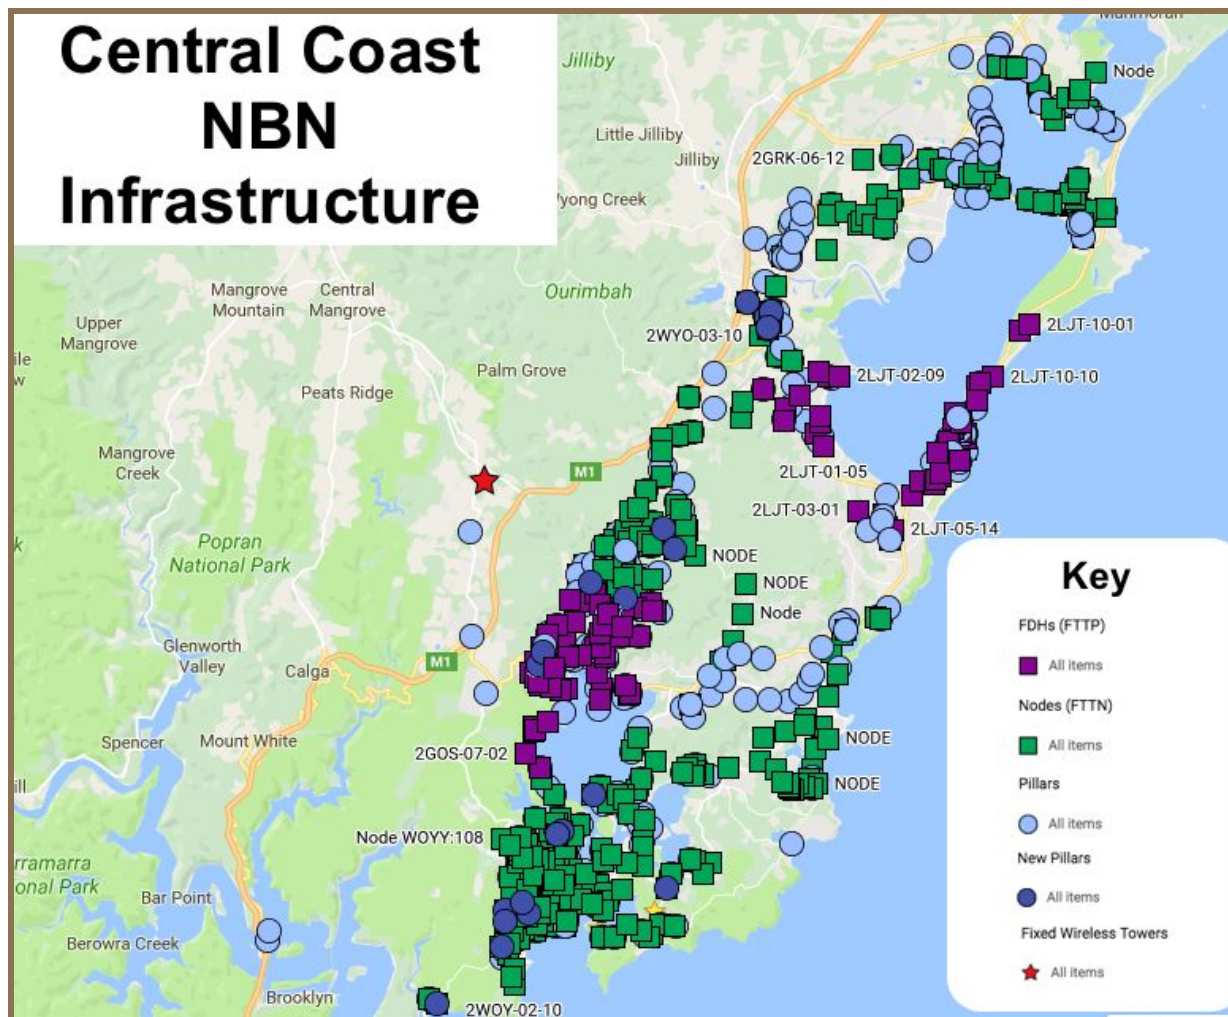 Central Coast
NBN
Infrastructure
Jilliby
Node
Little Jilliby
Jilliby
2GRK-06-12
Wyong Creek
Mangrove
Mountain
Central
Mangrove
Ourimbah
Upper
Mangrove
2WYO-03-10
2LJT-10-01
Palm Grove
2LJT-02-09
2LJT-10-10
Peats Ridge
Mangrove
Creek
M1
2LJT-01-05
2LJT-03-01
2LJT-05-14
Popran
National Park
NODE
NODE
Node
Glenworth
Valley
Calga
M1
Spencer
Mount White
2GOS-07-02
NODE
NODE
Node WOYY:108
Bar Point
Berowra Creek
Brooklyn
2WOY-02-10
Key
FDHs (FTTP)
All items
Nodes (FTTN)
All items
Pillars
All items
New Pillars
All items
Fixed Wireless Towers
All items